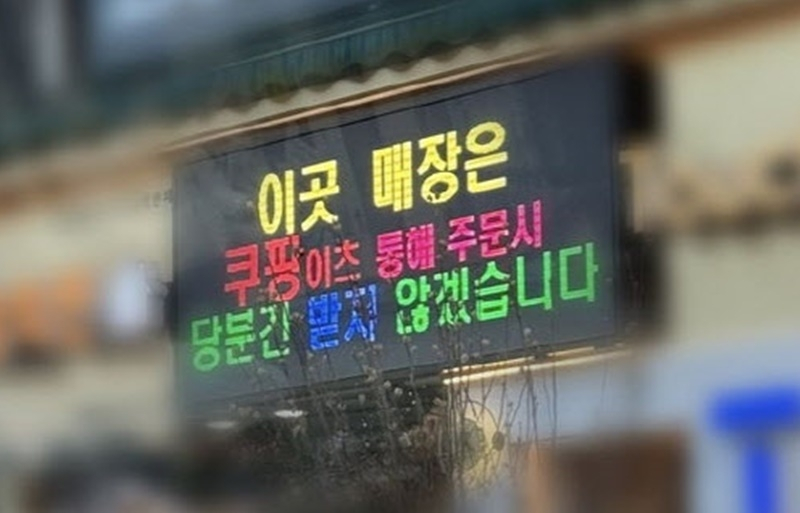 이곳 매장은
쿠팡이츠 통해 주문시
당분간 받지 않겠습니다